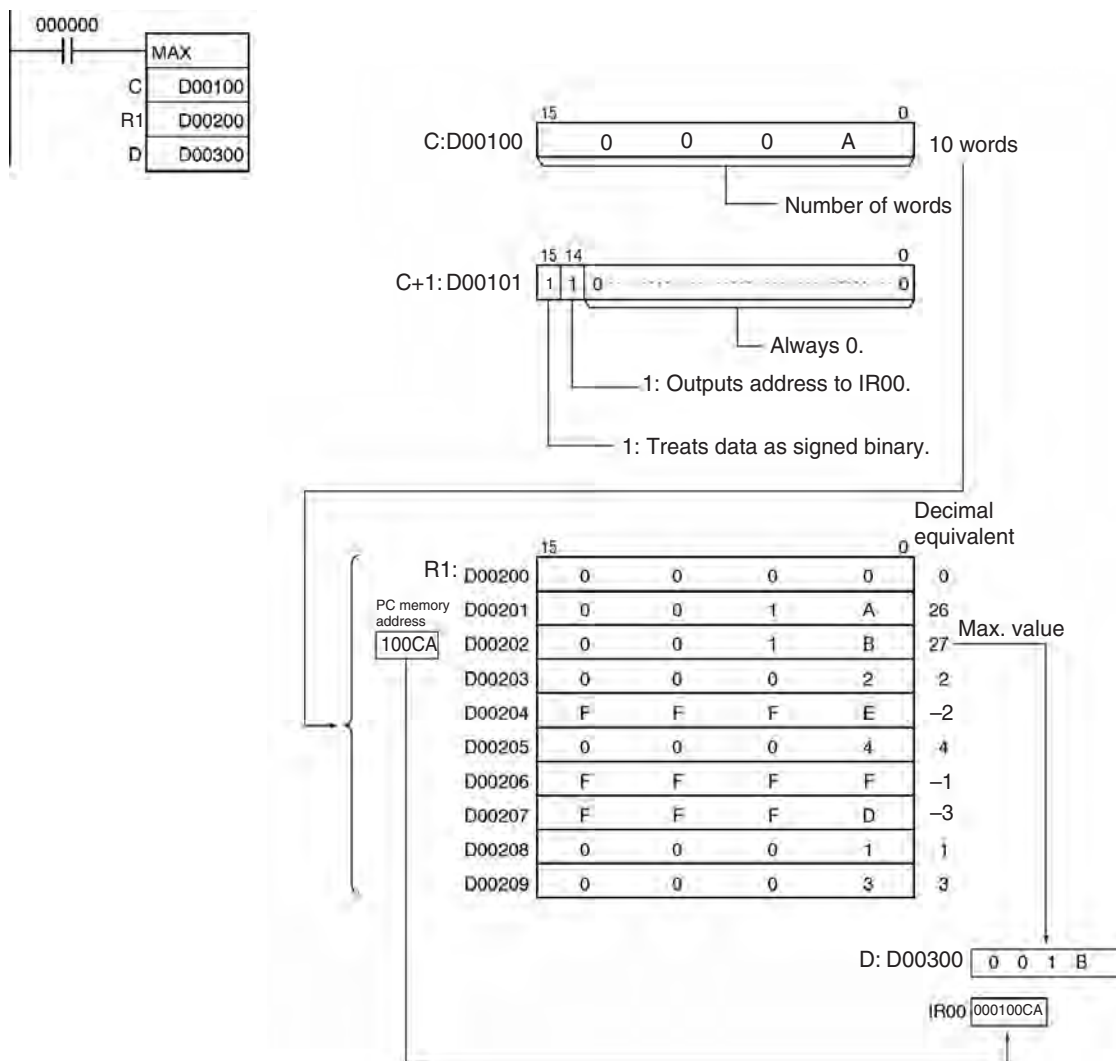 000000
MAX
C D00100
R1 D00200
D D00300
15 0
C:D00100 0 0 0 A 10 words
Number of words
15 14 0
C+1: D00101 1 1 0 0
Always 0.
1: Outputs address to IR00.
1: Treats data as signed binary.
Decimal
equivalent
15 0
R1: D00200 0 0 0 0 0
PC memory
address
D00201 0 0 1 A 26
Max. value
100CA D00202 0 0 1 B 27
D00203 0 0 0 2 2
D00204 F F F E –2
D00205 0 0 0 4 4
D00206 F F F F –1
D00207 F F F D –3
D00208 0 0 0 1 1
D00209 0 0 0 3 3
D: D00300 0 0 1 B
IR00 000100CA